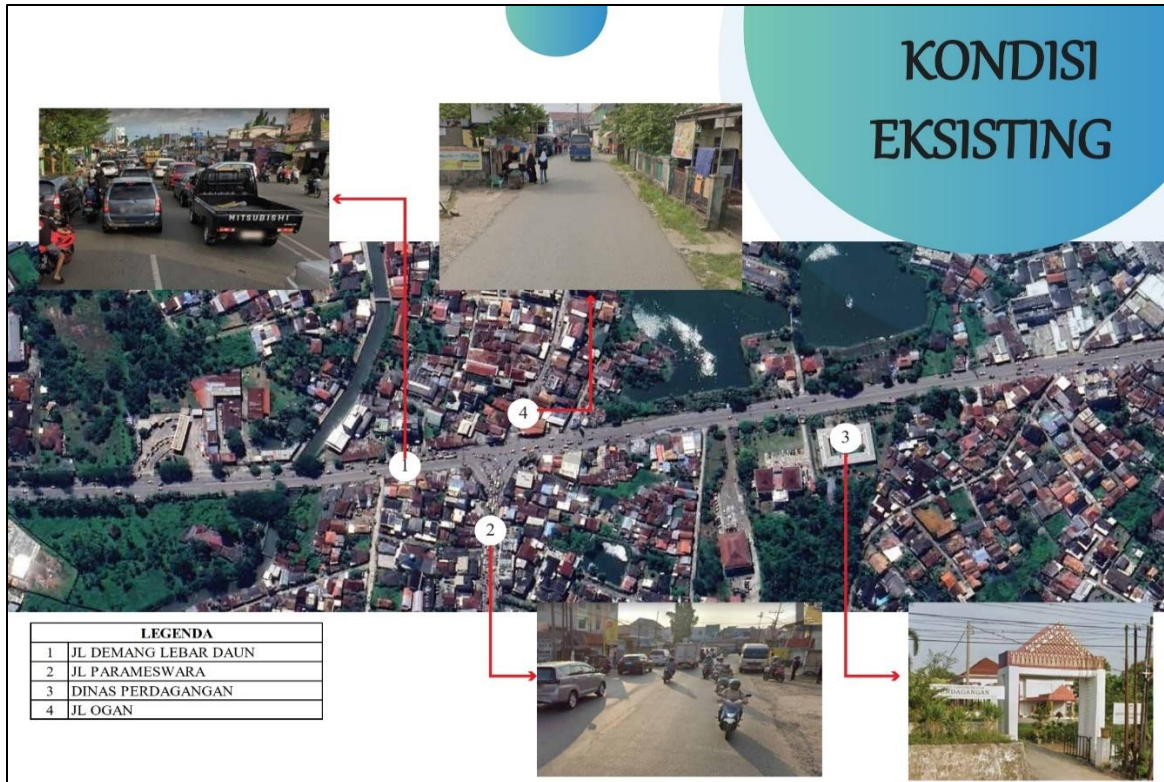 KONDISI
EKSISTING
MITSUBISHI
4
3
1
2
LEGENDA
1 JL DEMANG LEBAR DAUN
2 JL PARAMESWARA
3 DINAS PERDAGANGAN
4 JL OGAN